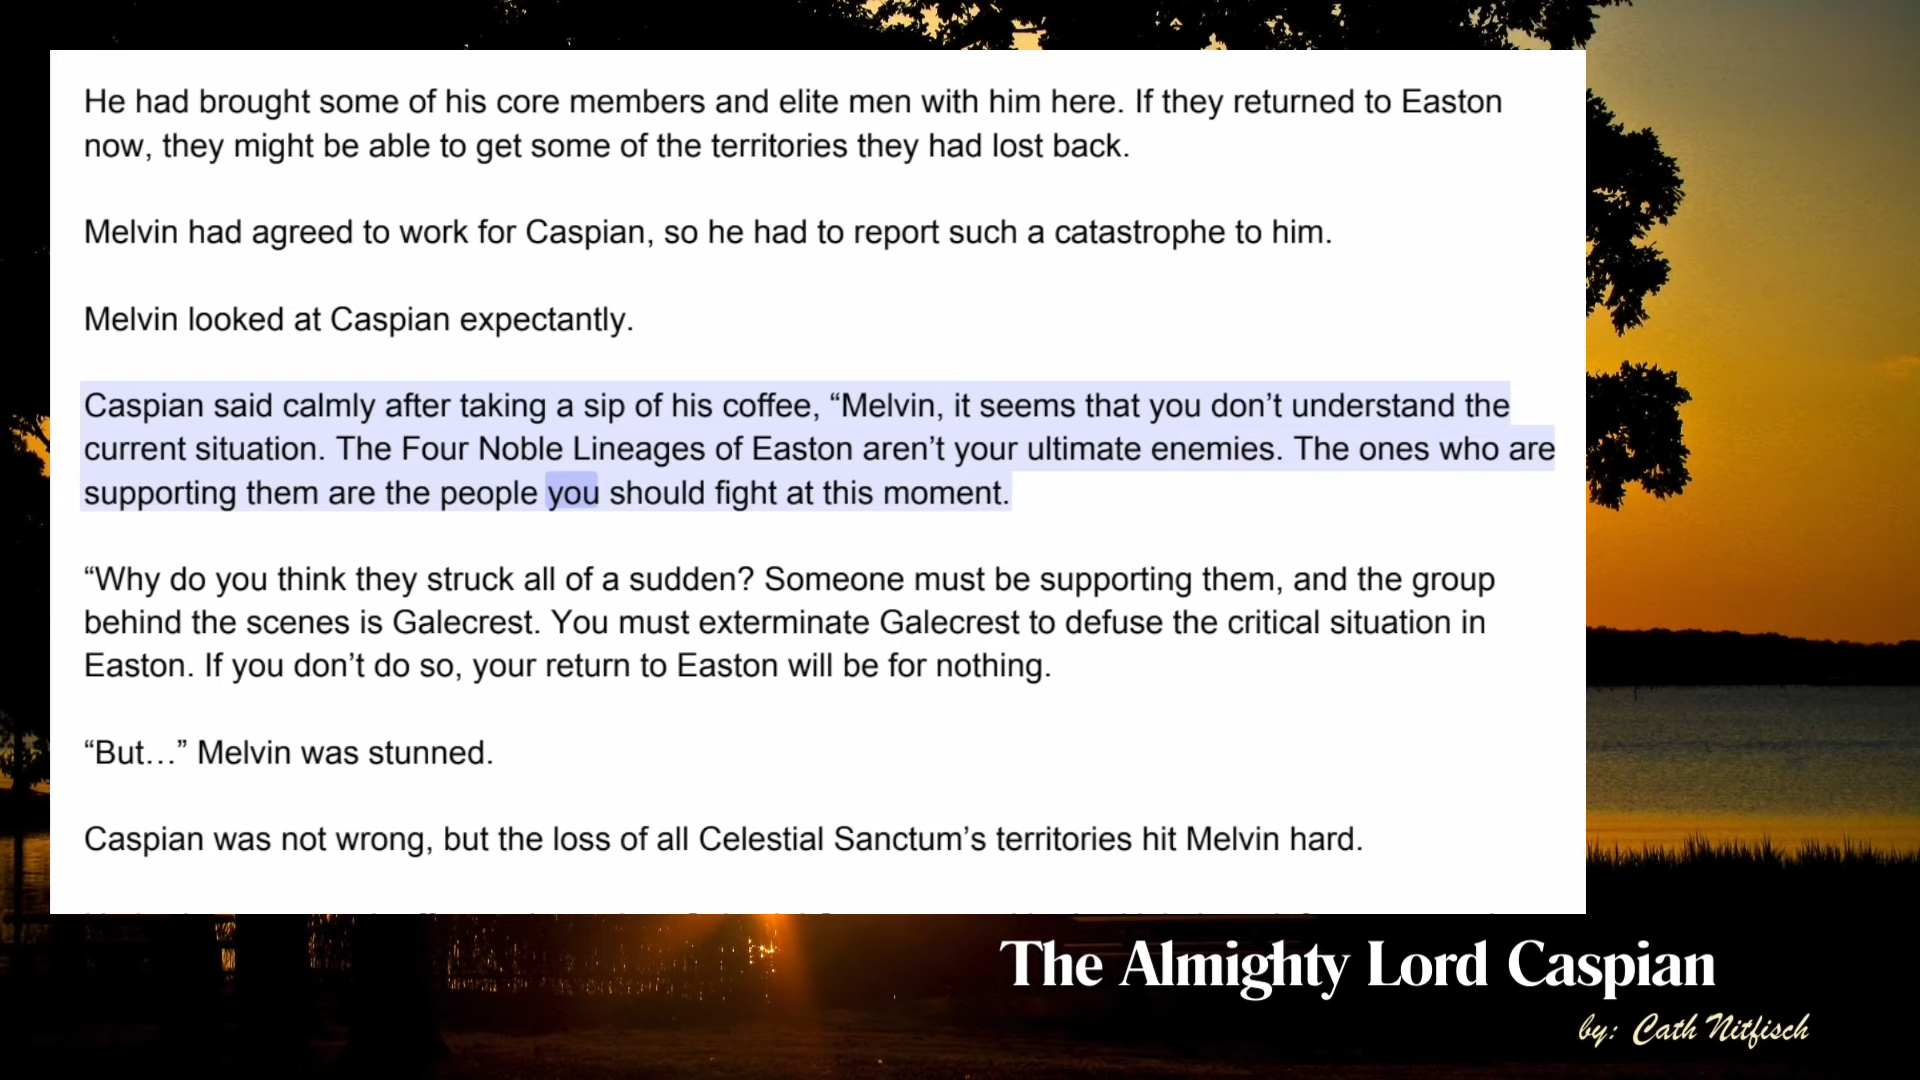 He had brought some of his core members and elite men with him here. If they returned to Easton
now, they might be able to get some of the territories they had lost back.
Melvin had agreed to work for Caspian, so he had to report such a catastrophe to him.
Melvin looked at Caspian expectantly.
Caspian said calmly after taking a sip of his coffee, “Melvin, it seems that you don’t understand the
current situation. The Four Noble Lineages of Easton aren’t your ultimate enemies. The ones who are
supporting them are the people you should fight at this moment.
“Why do you think they struck all of a sudden? Someone must be supporting them, and the group
behind the scenes is Galecrest. You must exterminate Galecrest to defuse the critical situation in
Easton. If you don’t do so, your return to Easton will be for nothing.
“But…” Melvin was stunned.
Caspian was not wrong, but the loss of all Celestial Sanctum’s territories hit Melvin hard.
The Almighty Lord Caspian
by: Cath Nitfisch